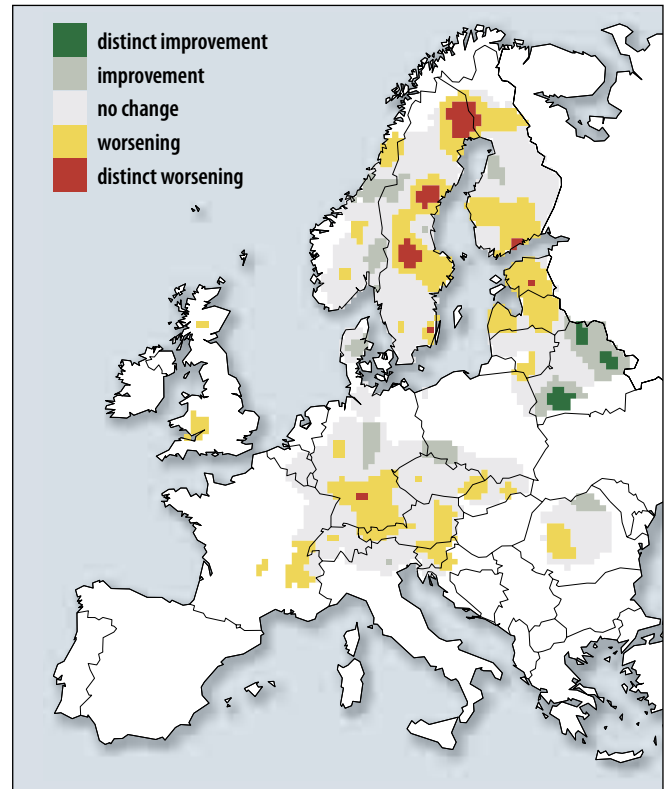 distinct improvement
improvement
no change
worsening
distinct worsening